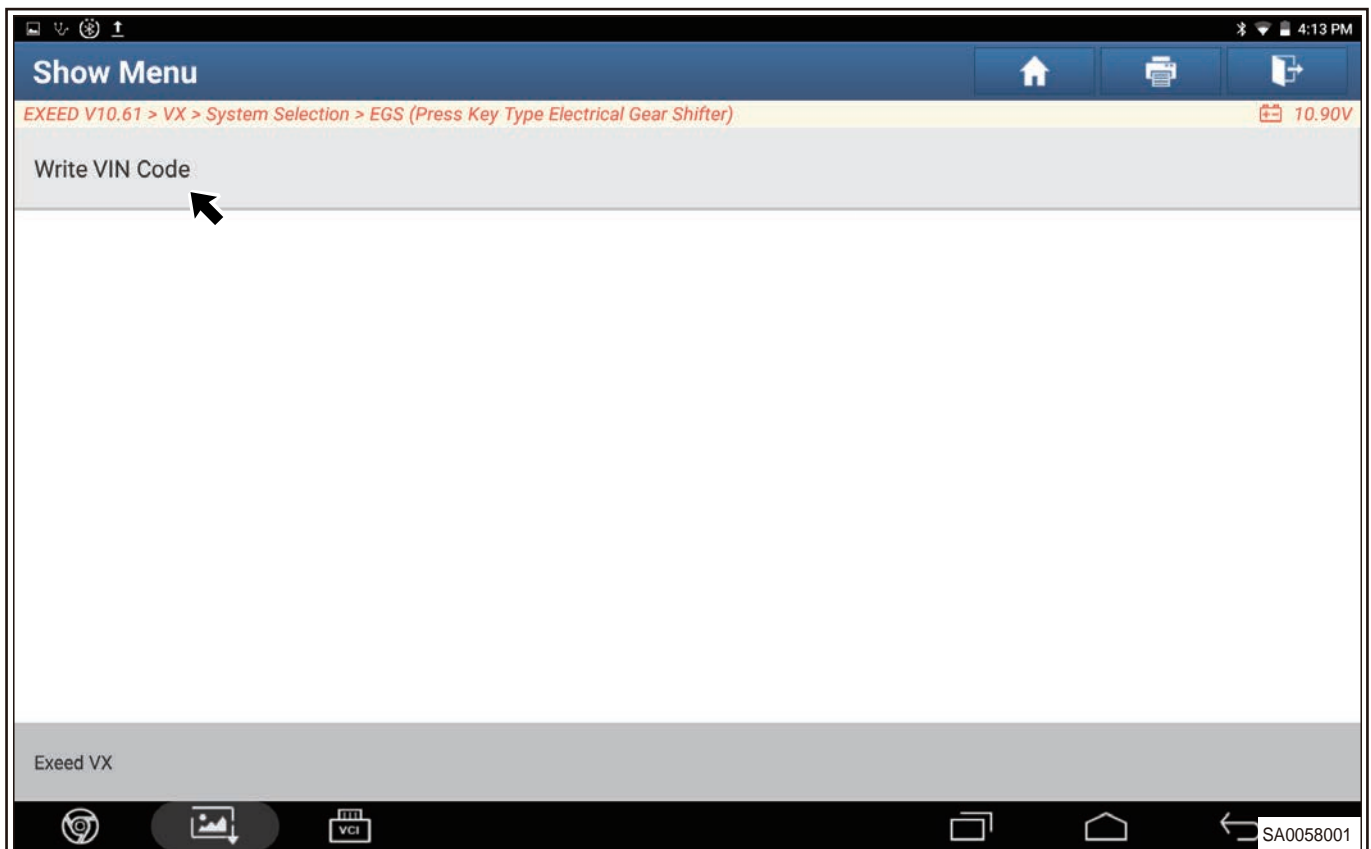 4:13 PM
Show Menu
EXEED V10.61 > VX > System Selection > EGS (Press Key Type Electrical Gear Shifter)
10.90V
Write VIN Code
Exeed VX
VCI
SA0058001